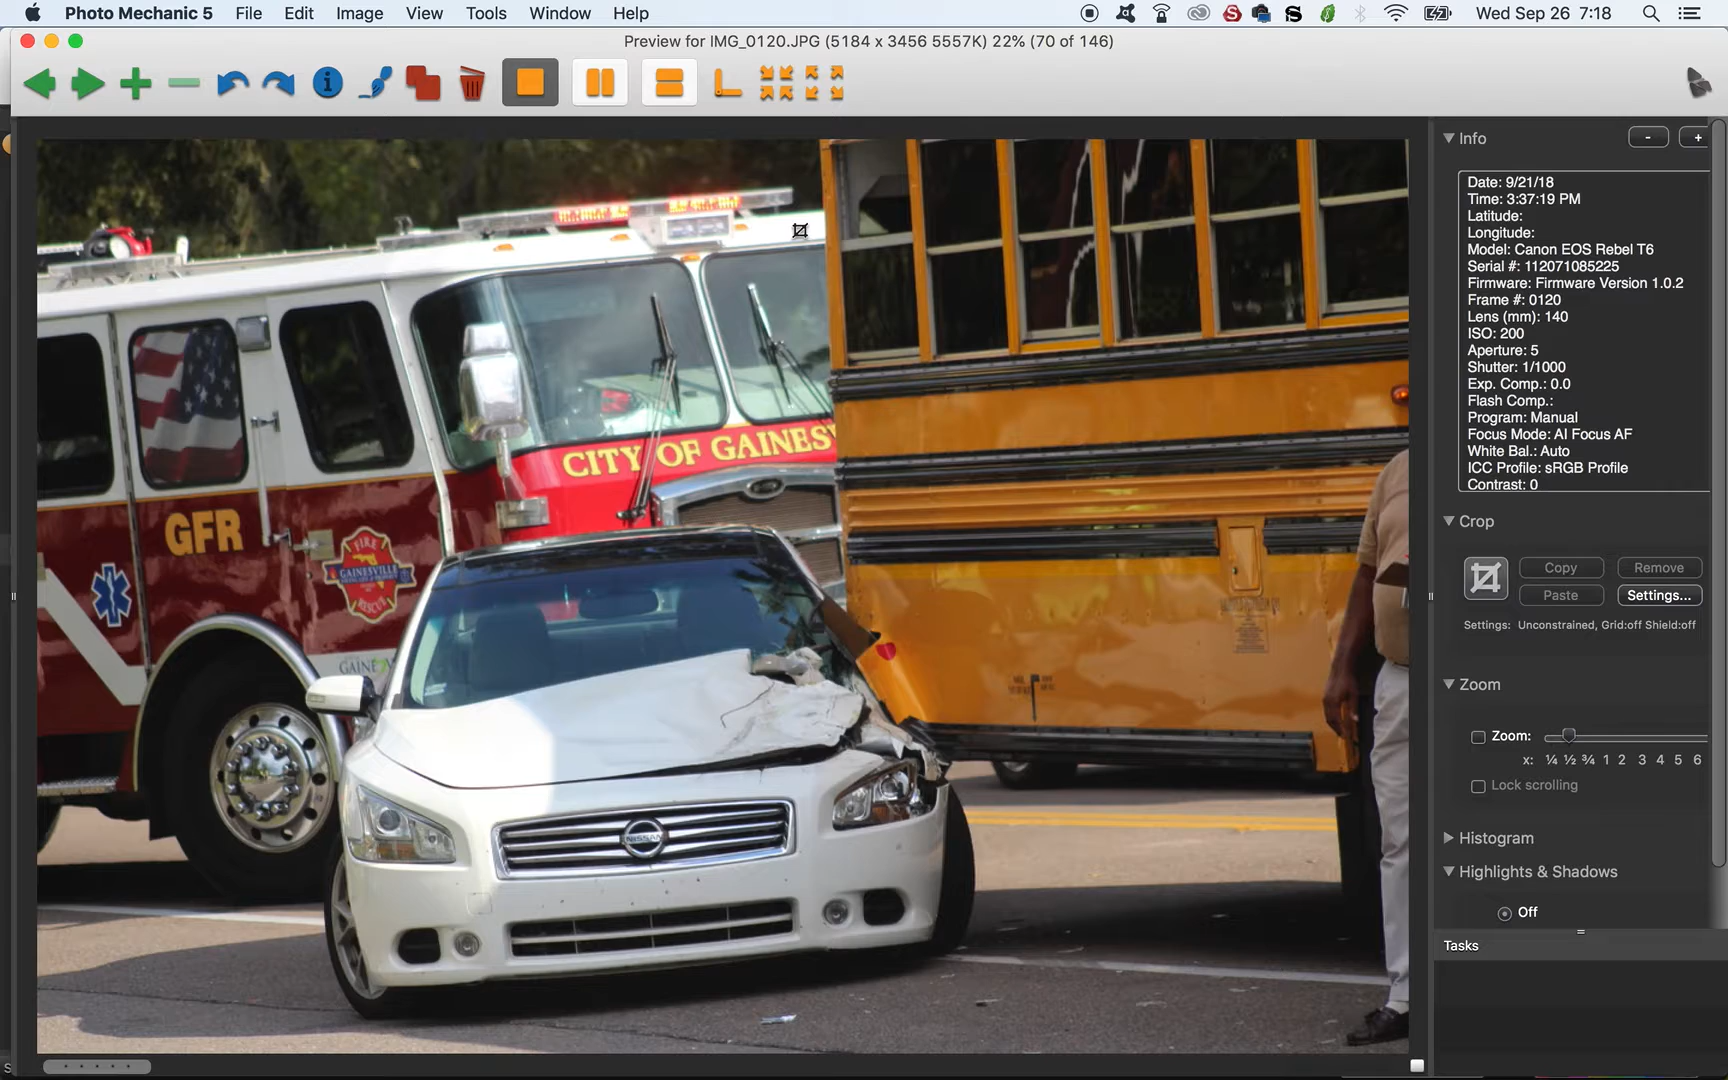 Photo Mechanic 5 File Edit Image View Tools Window Help Wed Sep 26 7:18
Preview for IMG_0120.JPG (5184 x 3456 5557K) 22% (70 of 146)
Info - +
Date: 9/21/18
Time: 3:37:19 PM
Latitude:
Longitude:
Model: Canon EOS Rebel T6
Serial #: 112071085225
Firmware: Firmware Version 1.0.2
Frame #: 0120
Lens (mm): 140
ISO: 200
Aperture: 5
Shutter: 1/1000
Exp. Comp.: 0.0
Flash Comp.:
Program: Manual
Focus Mode: AI Focus AF
White Bal.: Auto
ICC Profile: sRGB Profile
Contrast: 0
Crop
Copy Remove
Paste Settings...
Settings: Unconstrained, Grid:off Shield:off
Zoom
Zoom:
x: ¼ ½ ¾ 1 2 3 4 5 6
Lock scrolling
Histogram
Highlights & Shadows
Off
Tasks
CITY OF GAINESV
GFR
FIRE
GAINESVILLE
RESCUE
GAINE
NISSAN